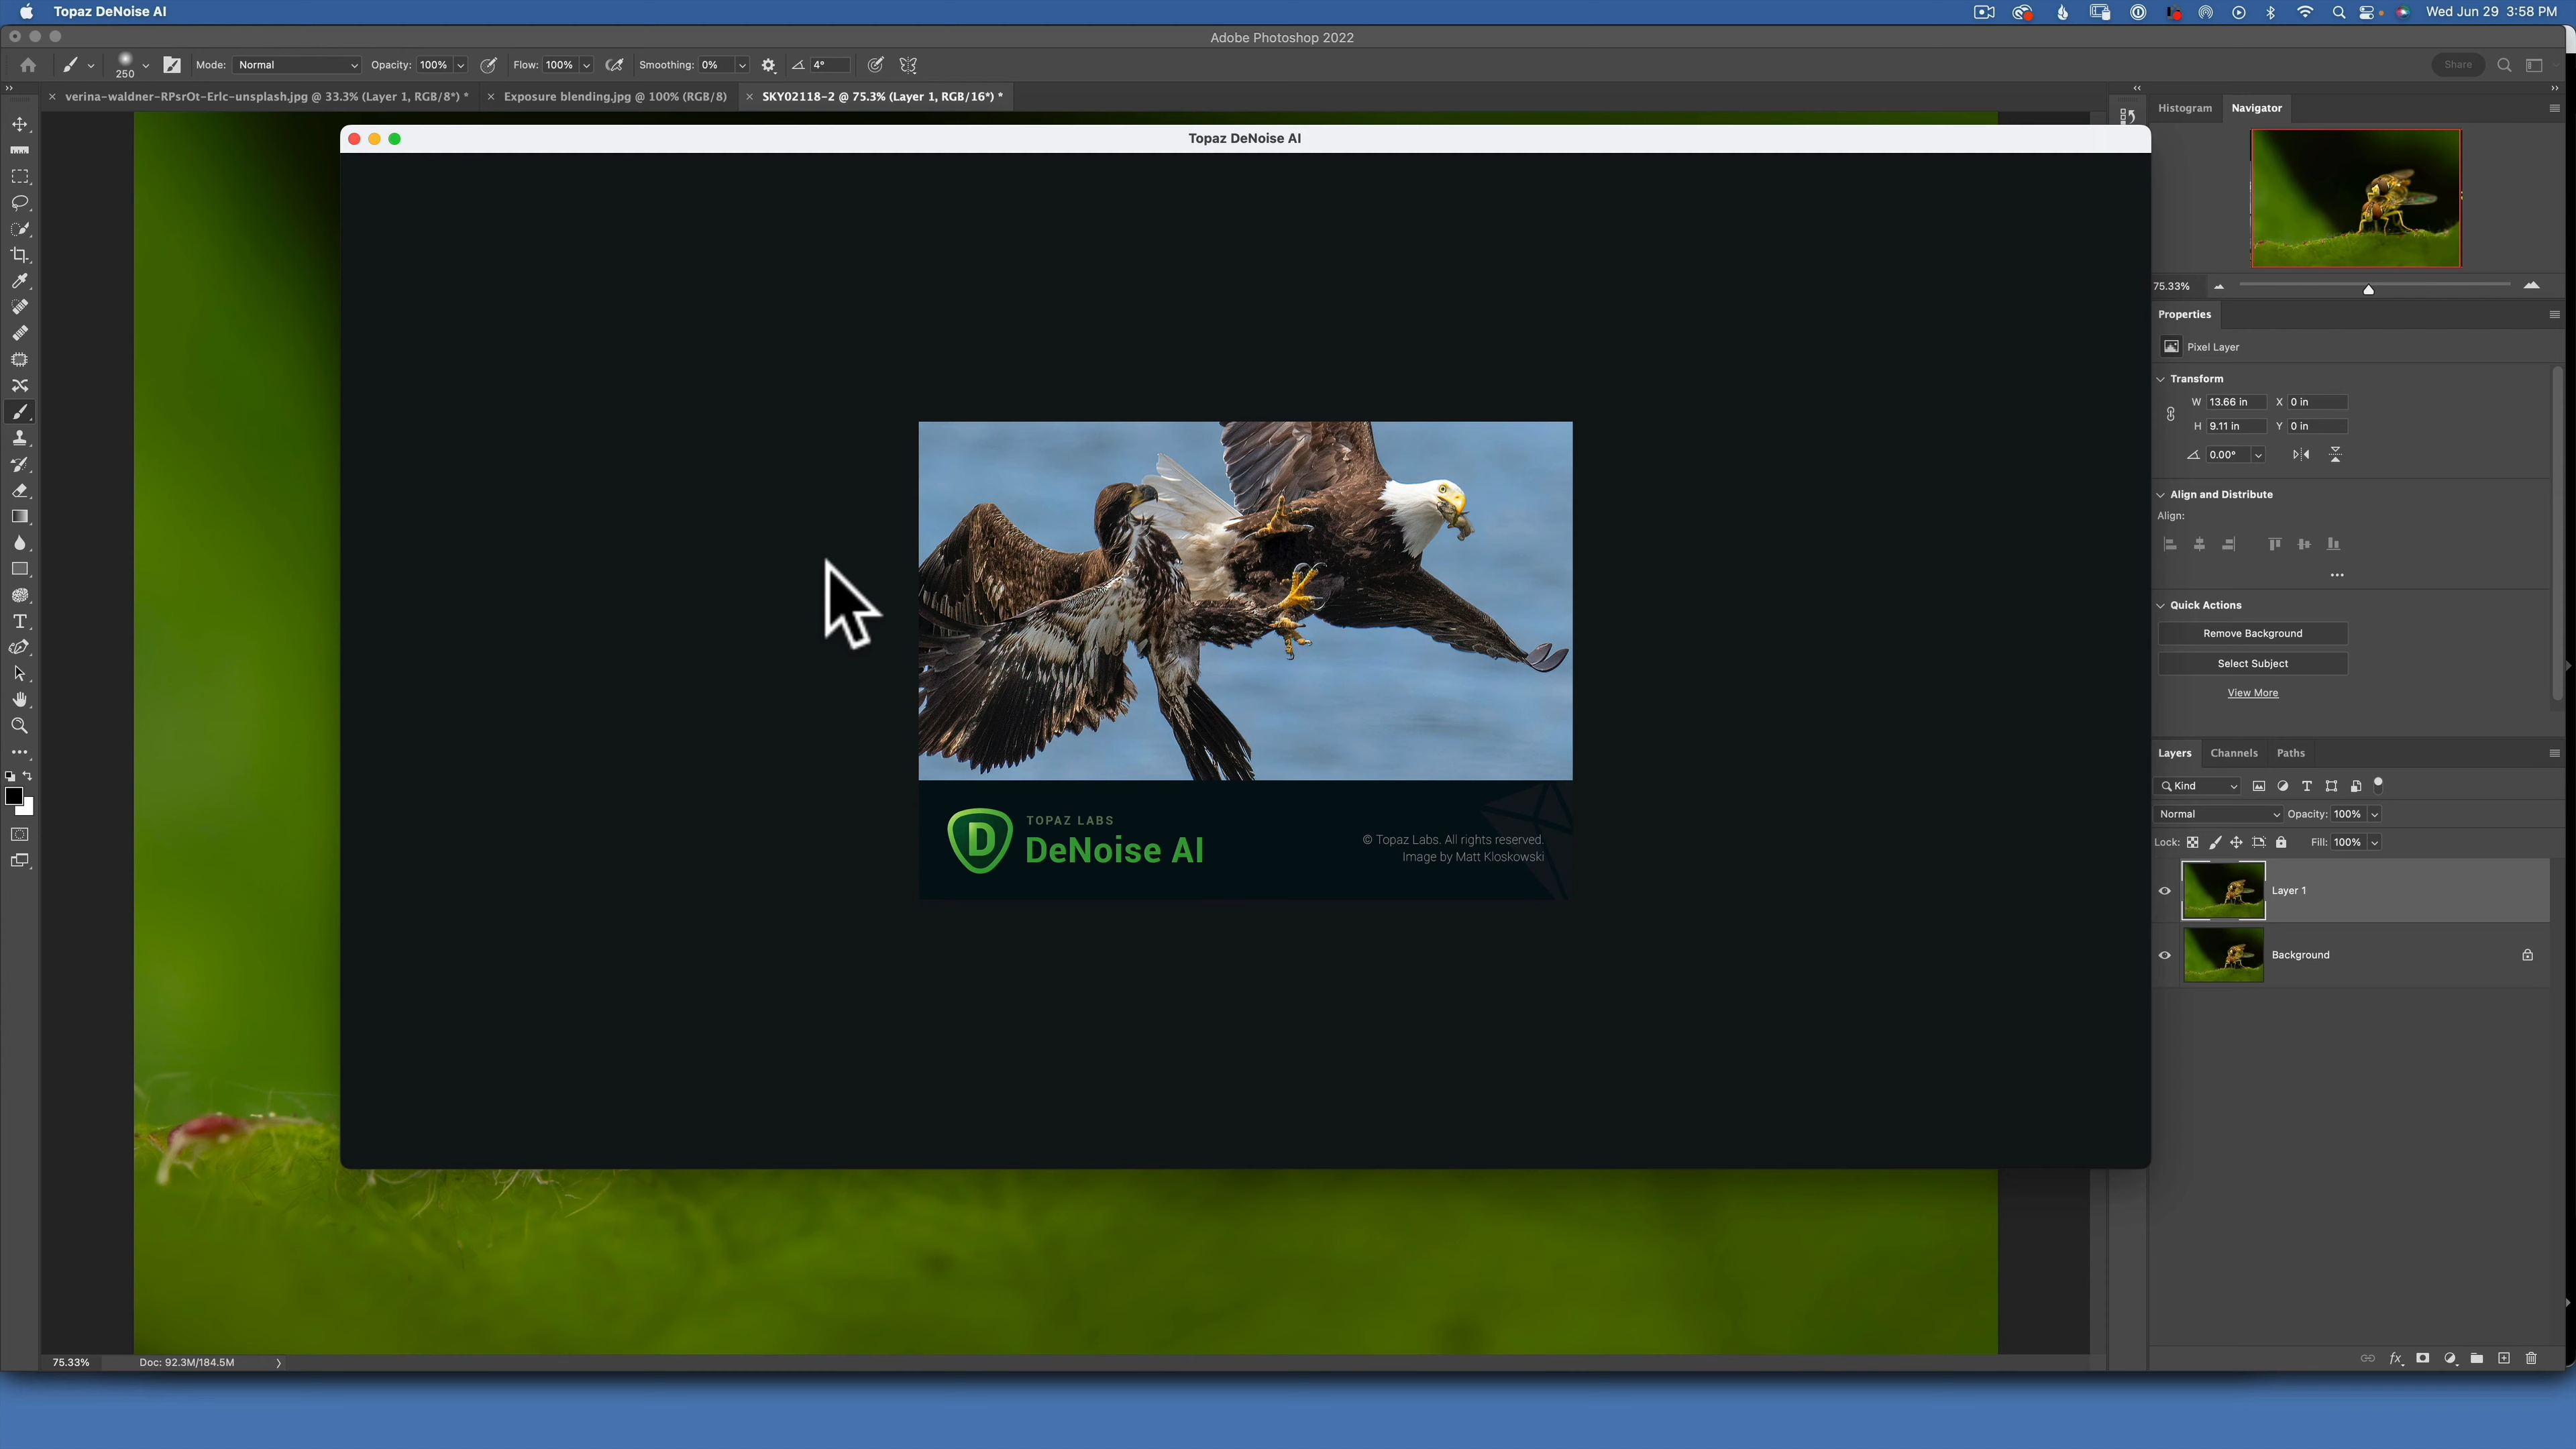 Topaz DeNoise AI
Wed Jun 29 3:58 PM
Adobe Photoshop 2022
250
Mode: Normal
Opacity: 100%
Flow: 100%
Smoothing: 0%
4°
Share
verina-waldner-RPsrOt-ErIc-unsplash.jpg @ 33.3% (Layer 1, RGB/8*) *
Exposure blending.jpg @ 100% (RGB/8)
SKY02118-2 @ 75.3% (Layer 1, RGB/16*) *
Topaz DeNoise AI
TOPAZ LABS
DeNoise AI
© Topaz Labs. All rights reserved.
Image by Matt Kloskowski
Histogram
Navigator
75.33%
Properties
Pixel Layer
Transform
W 13.66 in X 0 in
H 9.11 in Y 0 in
0.00°
Align and Distribute
Align:
Quick Actions
Remove Background
Select Subject
View More
Layers Channels Paths
Kind
Normal Opacity: 100%
Lock: Fill: 100%
Layer 1
Background
75.33% Doc: 92.3M/184.5M